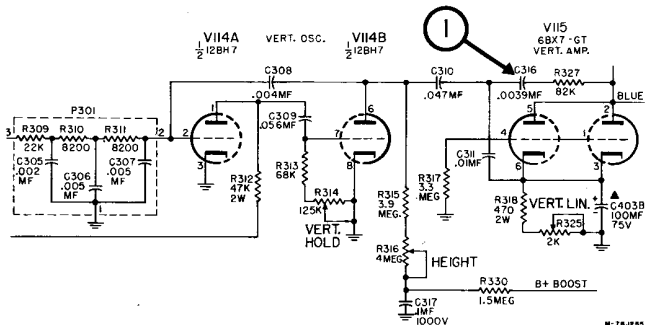 V114A
½ 12BH7
VERT. OSC.
V114B
½ 12BH7
1
V115
6BX7-GT
VERT. AMP.
C308
.004MF
C310
.047MF
C316
.0039MF
R327
82K
BLUE
P301
3
R309
22K
R310
8200
R311
8200
2
C305
.002
MF
C306
.005
MF
C307
.005
MF
1
1
2
3
C309
.056MF
6
7
8
R312
47K
2W
R313
68K
R314
125K
VERT.
HOLD
R315
3.9
MEG.
R316
4MEG
HEIGHT
C317
.1MF
1000V
R330
1.5MEG
B+ BOOST
R317
3.3
MEG
C311
.01MF
5
4
6
2
1
3
R318
470
2W
VERT. LIN.
R325
2K
+
C403B
100MF
75V